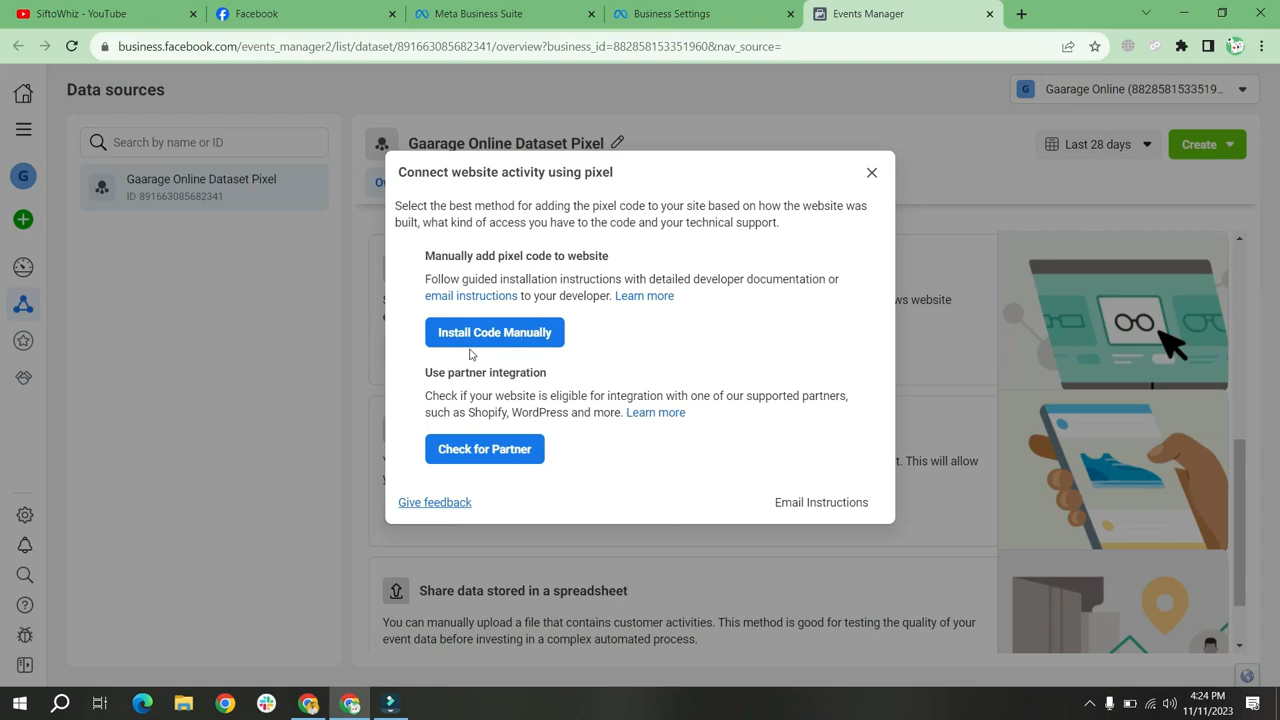 SiftoWhiz - YouTube
Facebook
Meta Business Suite
Business Settings
Events Manager
business.facebook.com/events_manager2/list/dataset/891663085682341/overview?business_id=8828581533519608&nav_source=
Data sources
G Gaarage Online (8828581533519...
Search by name or ID
Gaarage Online Dataset Pixel
Last 28 days
Create
G
Gaarage Online Dataset Pixel
ID 891663085682341
Ov
Connect website activity using pixel
Select the best method for adding the pixel code to your site based on how the website was
built, what kind of access you have to the code and your technical support.
Manually add pixel code to website
Follow guided installation instructions with detailed developer documentation or
email instructions to your developer. Learn more
ws website
Install Code Manually
Use partner integration
Check if your website is eligible for integration with one of our supported partners,
such as Shopify, WordPress and more. Learn more
Check for Partner
t. This will allow
Give feedback
Email Instructions
Share data stored in a spreadsheet
You can manually upload a file that contains customer activities. This method is good for testing the quality of your
event data before investing in a complex automated process.
4:24 PM
11/11/2023